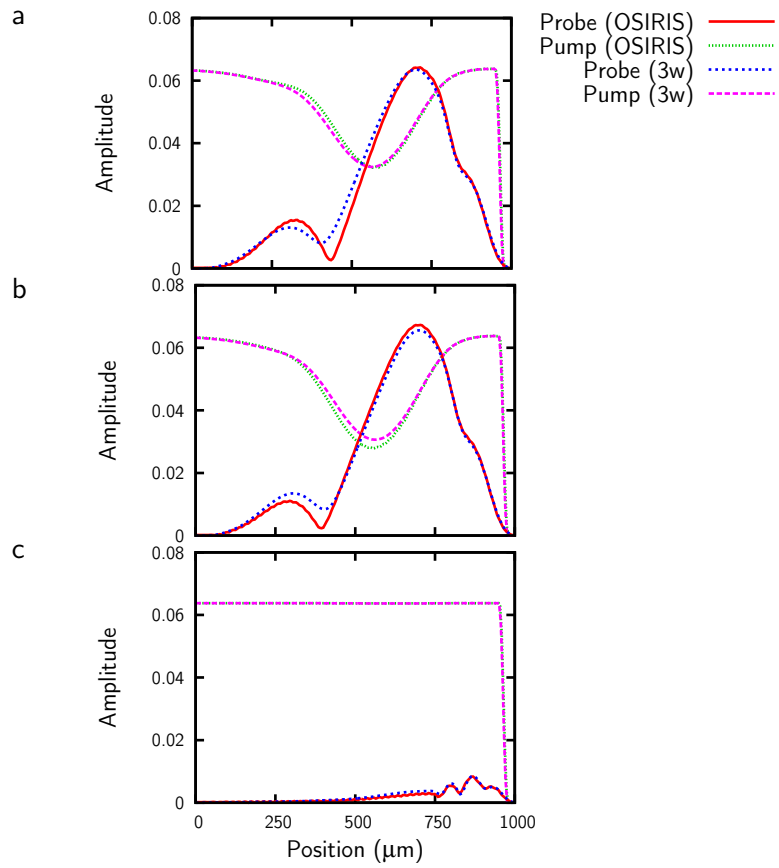 a
Probe (OSIRIS)
Pump (OSIRIS)
Probe (3w)
Pump (3w)
0.08
0.06
0.04
0.02
0
Amplitude
b
0.08
0.06
0.04
0.02
0
Amplitude
c
0.08
0.06
0.04
0.02
0
Amplitude
0 250 500 750 1000
Position (μm)